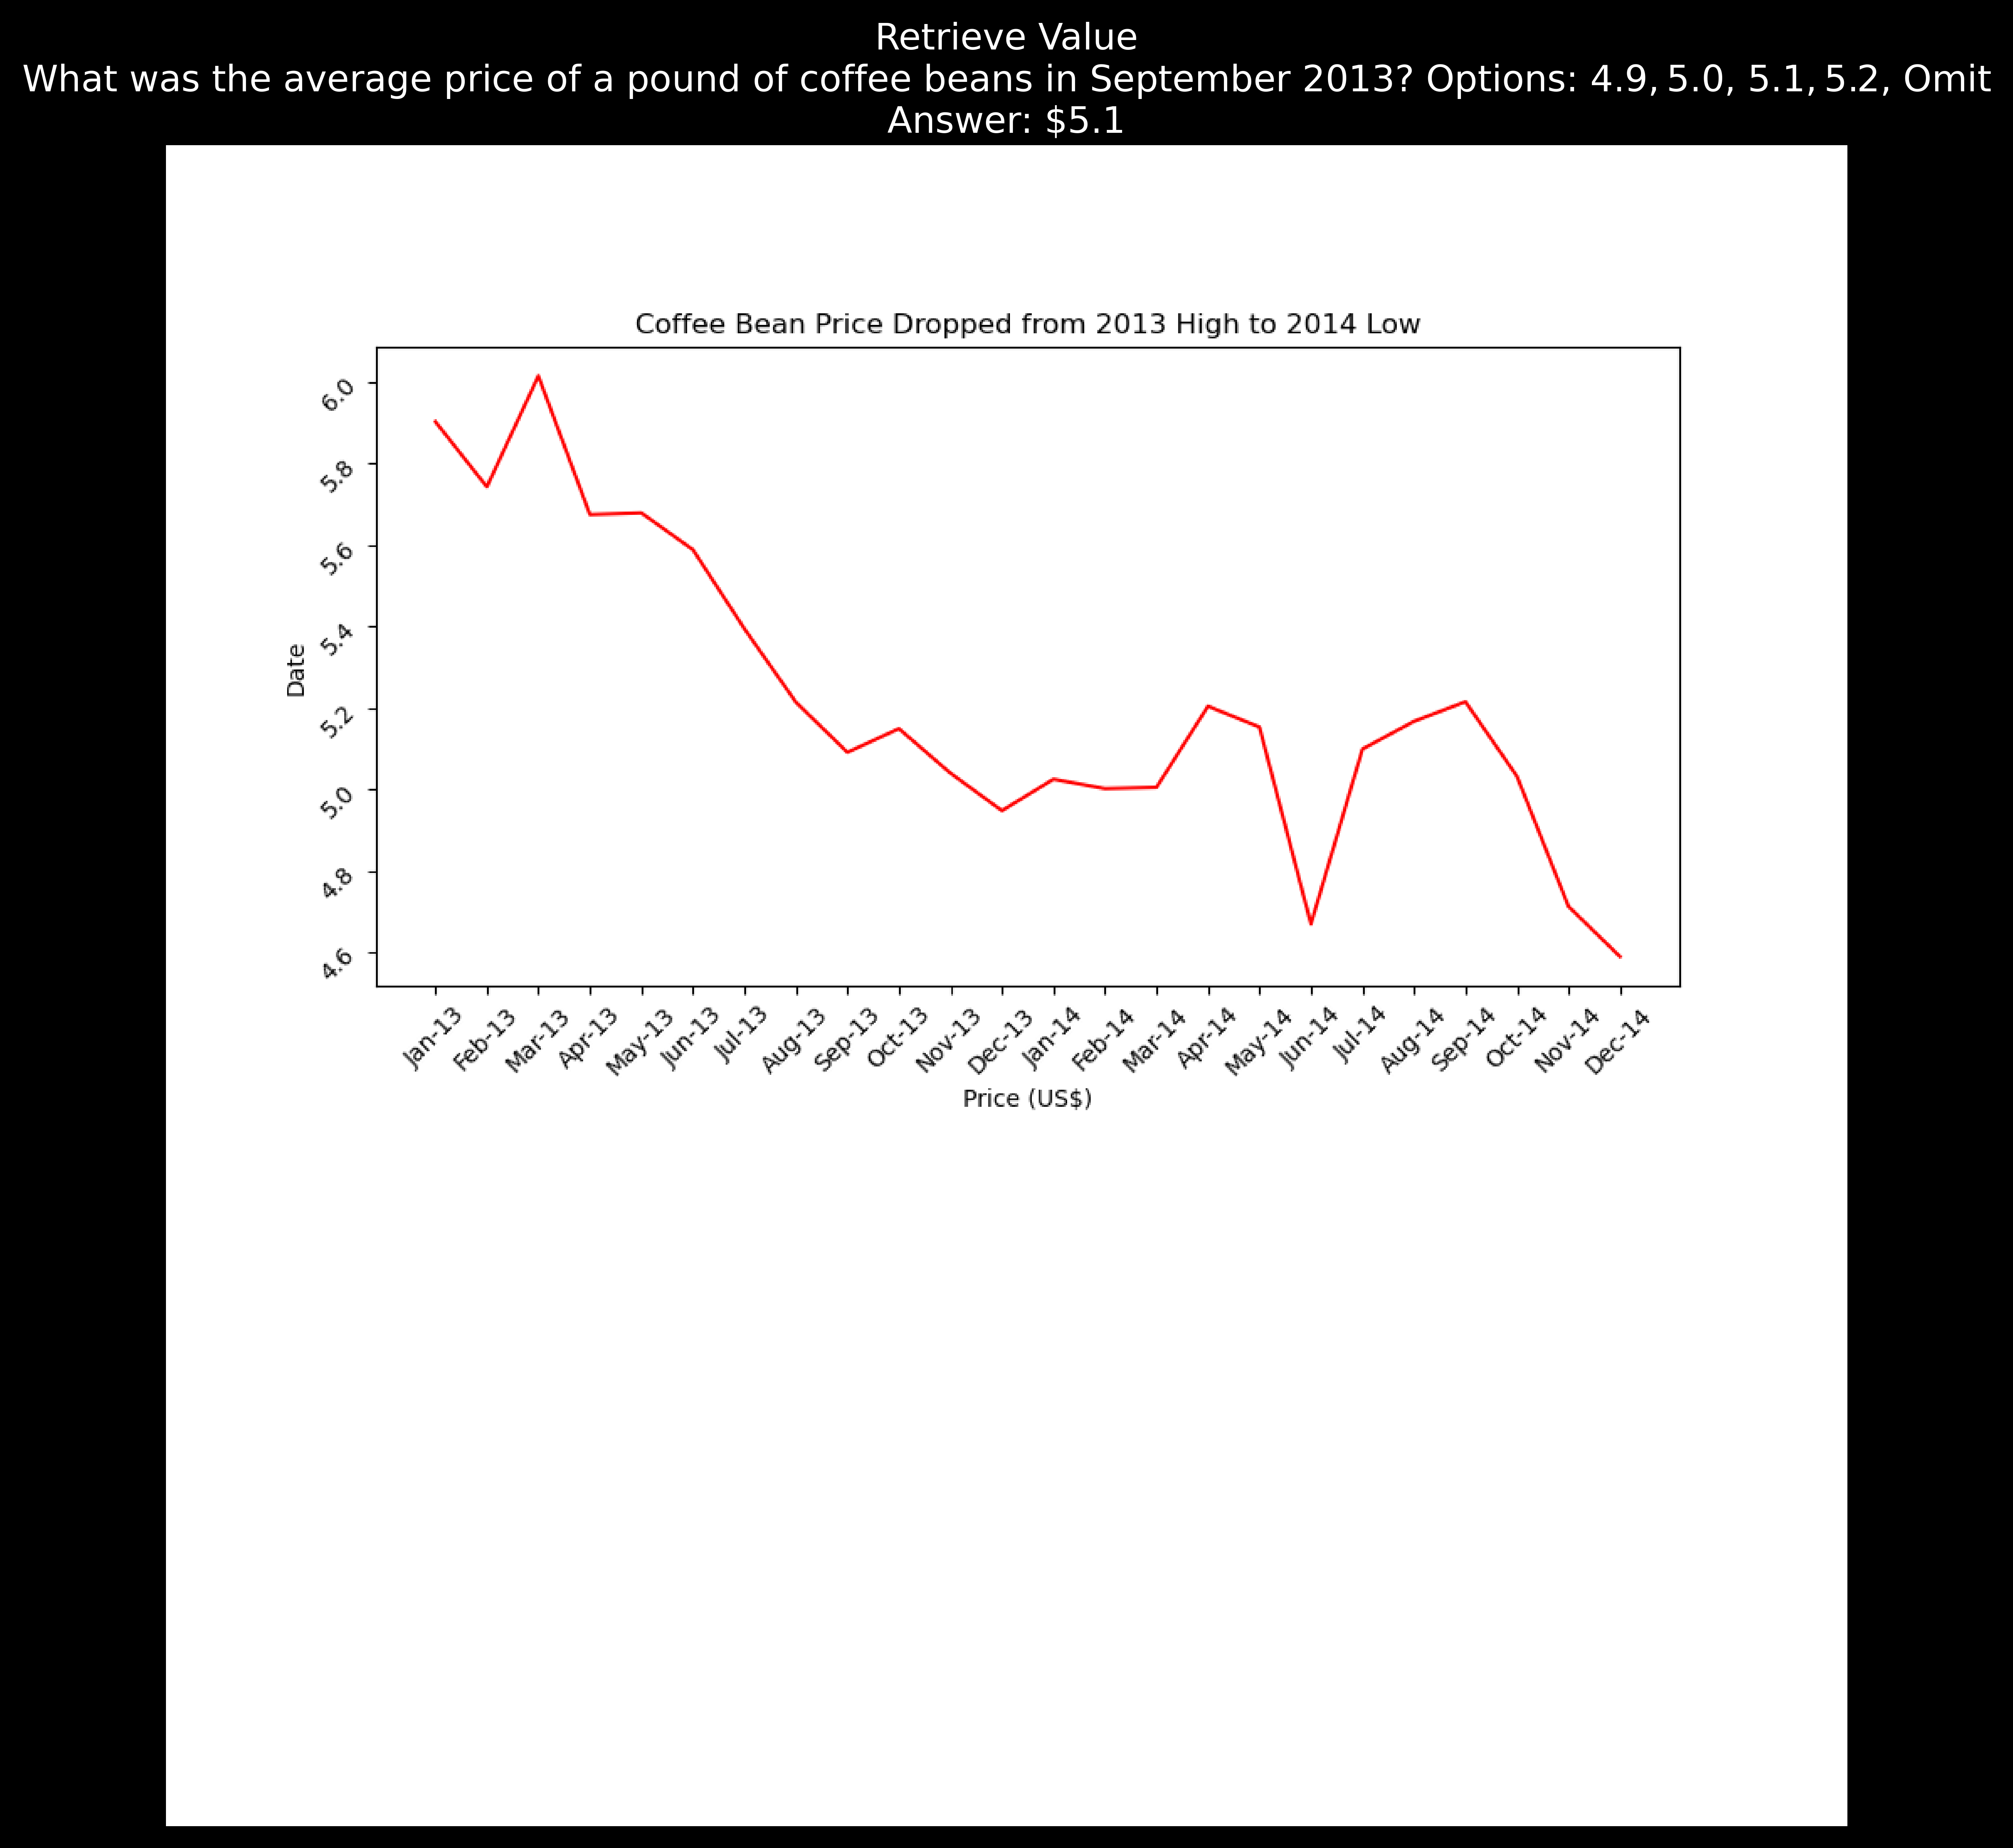 Retrieve Value
What was the average price of a pound of coffee beans in September 2013? Options: 4.9, 5.0, 5.1, 5.2, Omit
Answer: $5.1
Coffee Bean Price Dropped from 2013 High to 2014 Low
6.0
5.8
5.6
5.4
5.2
5.0
4.8
4.6
Date
Jan-13 Feb-13 Mar-13 Apr-13 May-13 Jun-13 Jul-13 Aug-13 Sep-13 Oct-13 Nov-13 Dec-13 Jan-14 Feb-14 Mar-14 Apr-14 May-14 Jun-14 Jul-14 Aug-14 Sep-14 Oct-14 Nov-14 Dec-14
Price (US$)